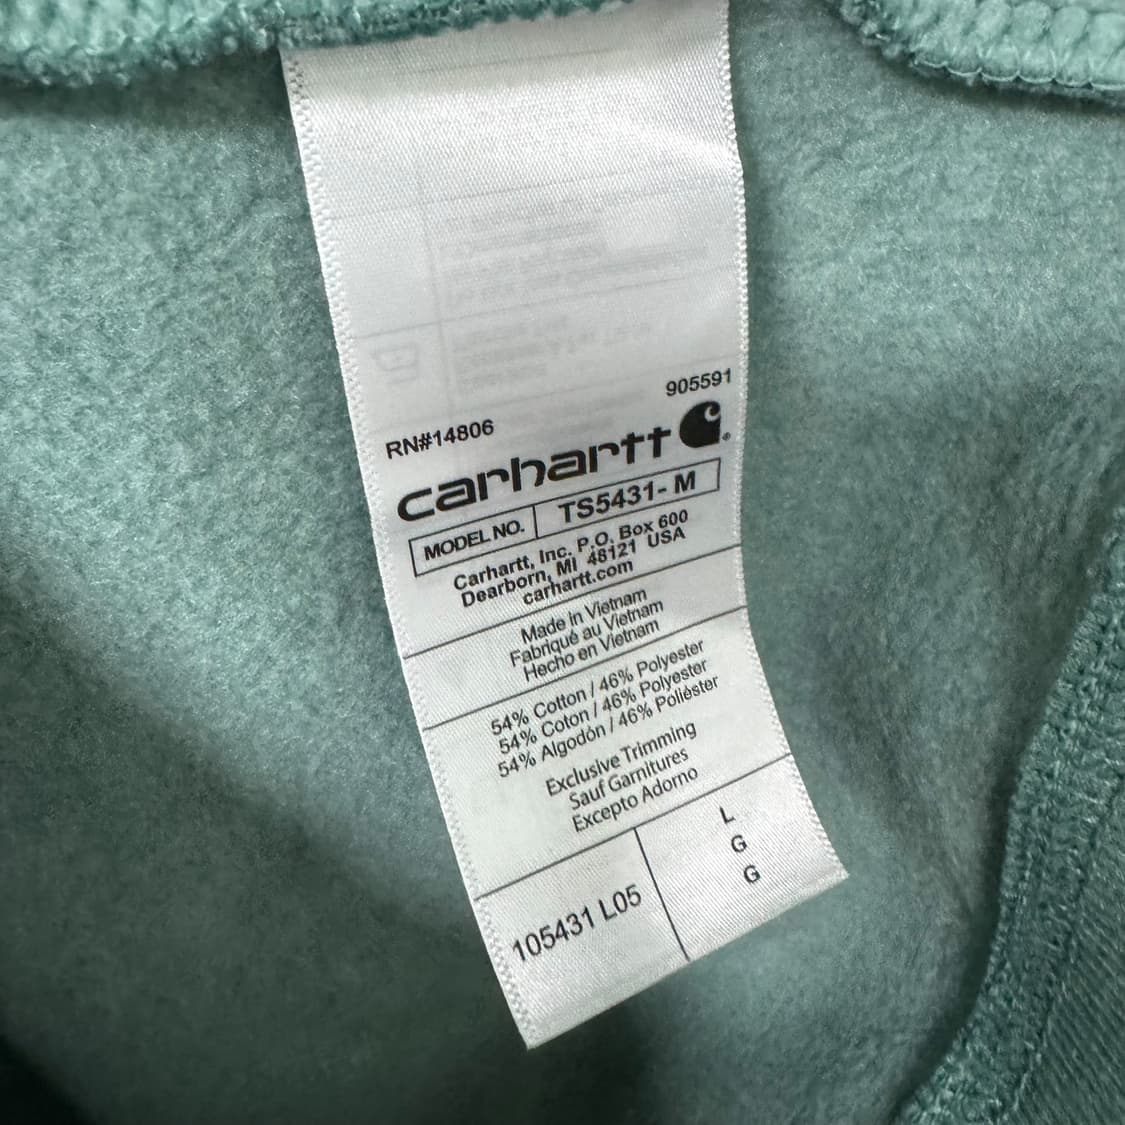 905591
RN#14806
carhartt
MODEL NO. TS5431- M
Carhartt, Inc. P.O. Box 600
Dearborn, MI 48121 USA
carhartt.com
Made in Vietnam
Fabriqué au Vietnam
Hecho en Vietnam
54% Cotton / 46% Polyester
54% Coton / 46% Polyester
54% Algodòn / 46% Poliéster
Exclusive Trimming
Sauf Garnitures
Excepto Adorno
L
G
G
105431 L05